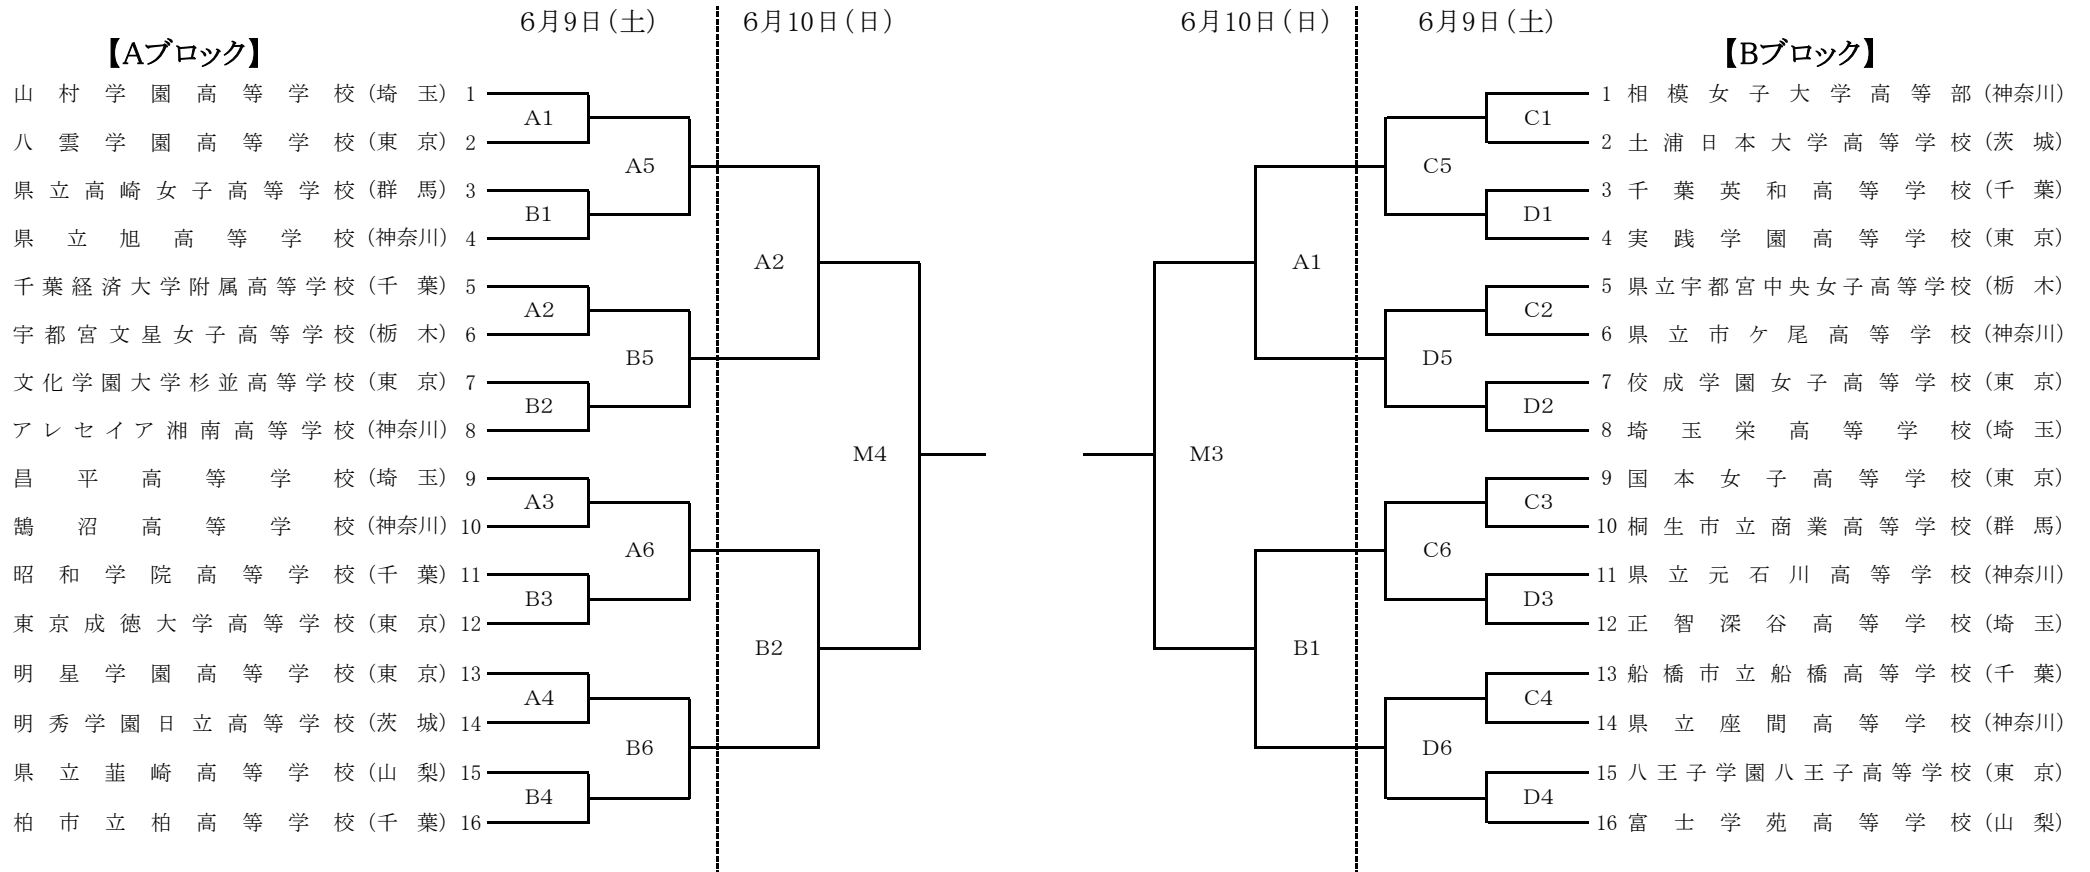 6月9日(土) 6月10日(日) 6月10日(日) 6月9日(土)
【Aブロック】
山村学園高等学校(埼玉) 1
A1
八雲学園高等学校(東京) 2
A5
県立高崎女子高等学校(群馬) 3
B1
県立旭高等学校(神奈川) 4
A2
千葉経済大学附属高等学校(千葉) 5
A2
宇都宮文星女子高等学校(栃木) 6
B5
文化学園大学杉並高等学校(東京) 7
B2
アレセイア湘南高等学校(神奈川) 8
M4
昌平高等学校(埼玉) 9
A3
鵠沼高等学校(神奈川) 10
A6
昭和学院高等学校(千葉) 11
B3
東京成徳大学高等学校(東京) 12
B2
明星学園高等学校(東京) 13
A4
明秀学園日立高等学校(茨城) 14
B6
県立韮崎高等学校(山梨) 15
B4
柏市立柏高等学校(千葉) 16
【Bブロック】
1 相模女子大学高等部(神奈川)
C1
2 土浦日本大学高等学校(茨城)
C5
3 千葉英和高等学校(千葉)
D1
4 実践学園高等学校(東京)
A1
5 県立宇都宮中央女子高等学校(栃木)
C2
6 県立市ケ尾高等学校(神奈川)
D5
7 佼成学園女子高等学校(東京)
D2
8 埼玉栄高等学校(埼玉)
M3
9 国本女子高等学校(東京)
C3
10 桐生市立商業高等学校(群馬)
C6
11 県立元石川高等学校(神奈川)
D3
12 正智深谷高等学校(埼玉)
B1
13 船橋市立船橋高等学校(千葉)
C4
14 県立座間高等学校(神奈川)
D6
15 八王子学園八王子高等学校(東京)
D4
16 富士学苑高等学校(山梨)